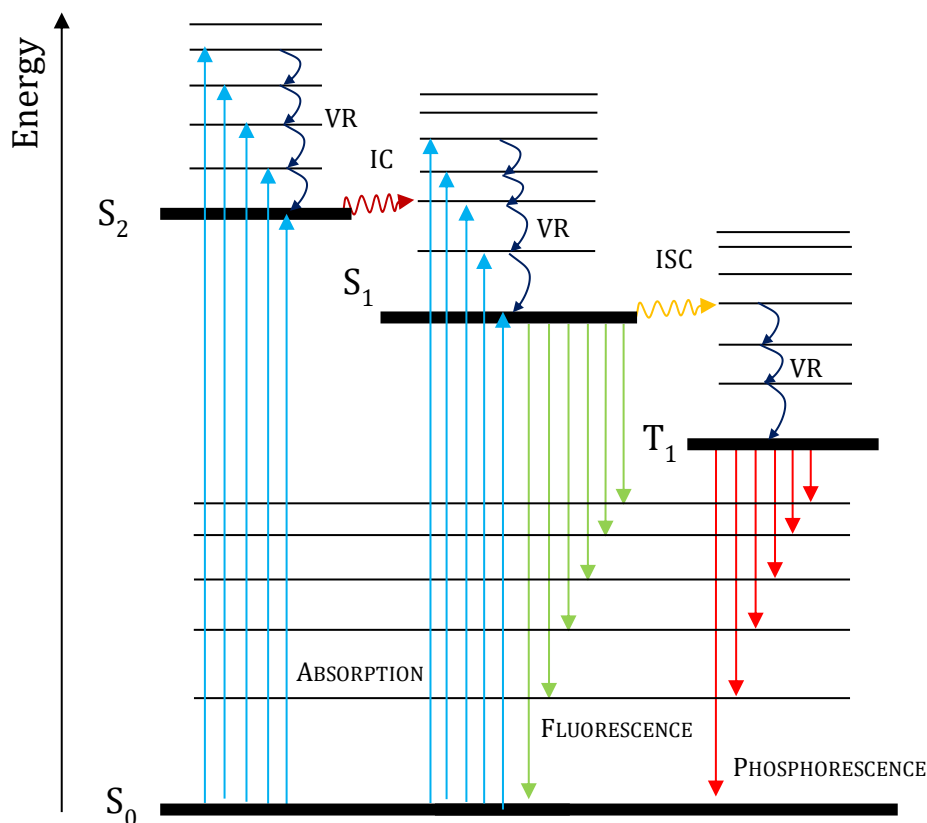 Energy
VR
IC
S2
VR
ISC
S1
VR
T1
ABSORPTION
FLUORESCENCE
PHOSPHORESCENCE
S0